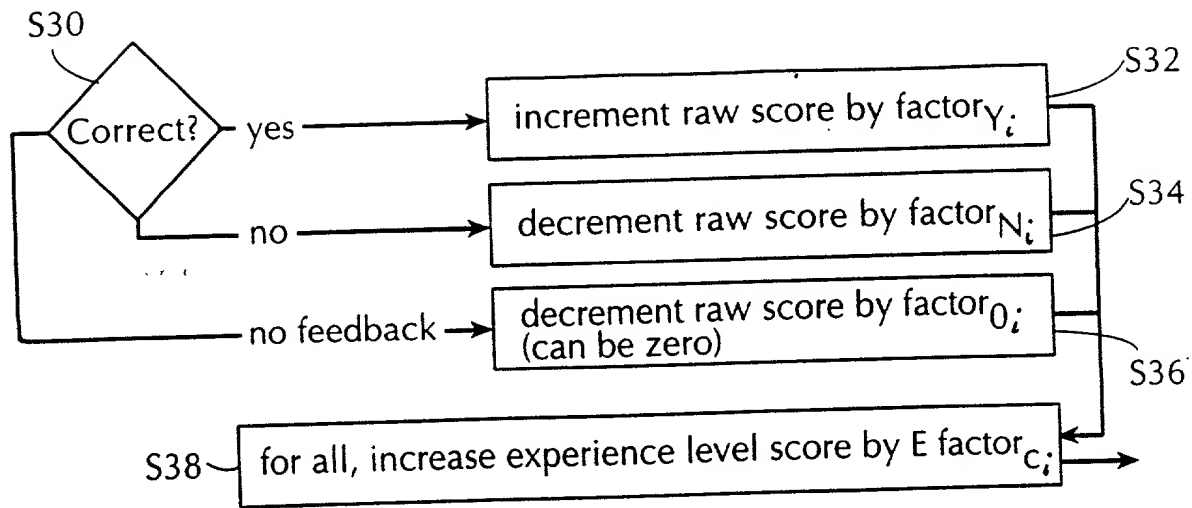 S30
S32
Correct?
yes
increment raw score by factorYi
S34
no
decrement raw score by factorNi
no feedback
decrement raw score by factor0i
(can be zero)
S36
S38
for all, increase experience level score by E factorci